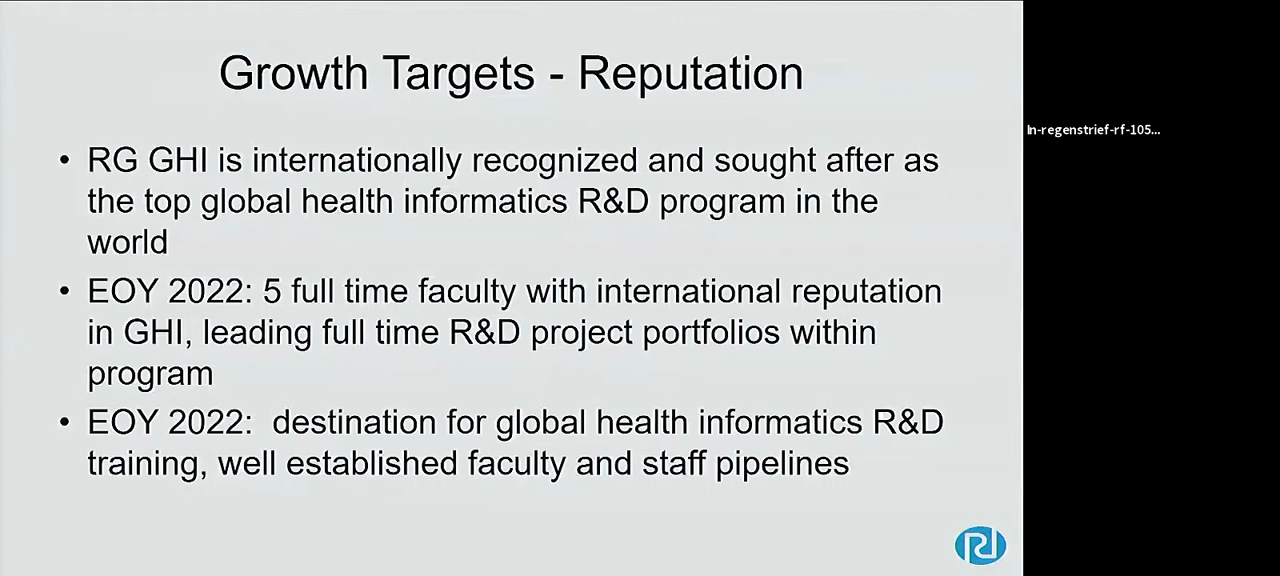 Growth Targets - Reputation
• RG GHI is internationally recognized and sought after as
the top global health informatics R&D program in the
world
• EOY 2022: 5 full time faculty with international reputation
in GHI, leading full time R&D project portfolios within
program
• EOY 2022:  destination for global health informatics R&D
training, well established faculty and staff pipelines
In-regenstrief-rf-105...
RI